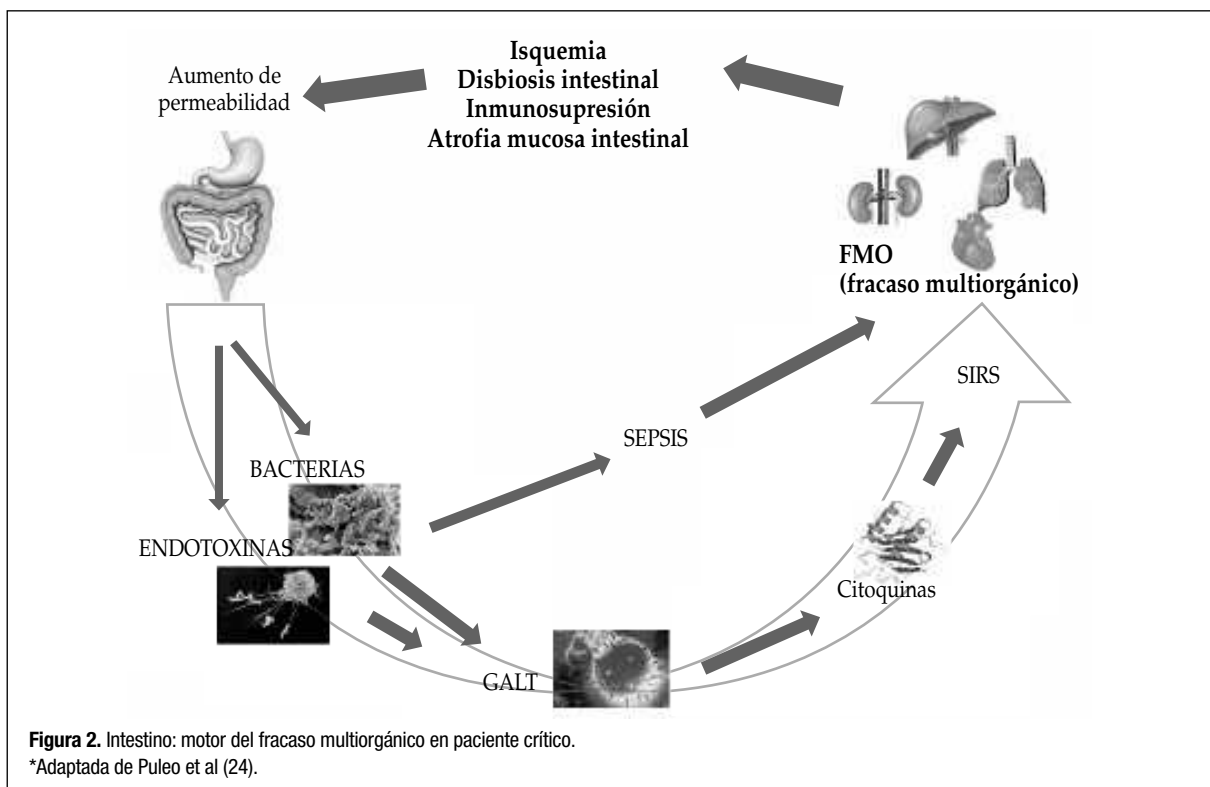 Aumento de
permeabilidad
Isquemia
Disbiosis intestinal
Inmunosupresión
Atrofia mucosa intestinal
FMO
(fracaso multiorgánico)
SIRS
SEPSIS
BACTERIAS
ENDOTOXINAS
Citoquinas
GALT
Figura 2. Intestino: motor del fracaso multiorgánico en paciente crítico.
*Adaptada de Puleo et al (24).